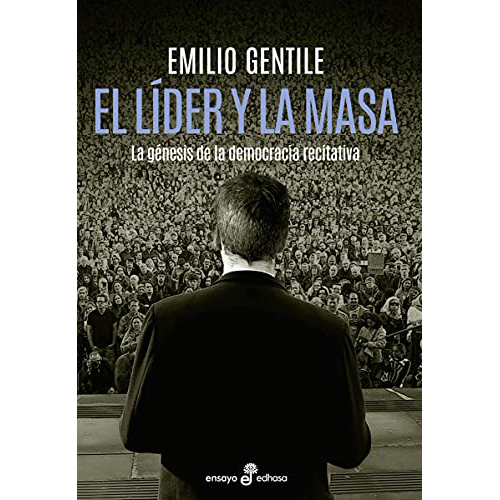 EMILIO GENTILE
EL LÍDER Y LA MASA
La génesis de la democracia recitativa
ensayo edhasa